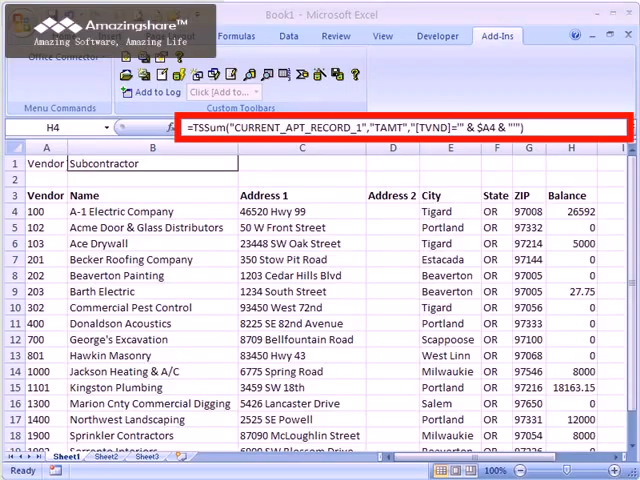 Book1 - Microsoft Excel
Amazingshare™
Amazing Software, Amazing Life
Formulas Data Review View Developer Add-Ins
Office Connector
Add to Log Click {&Amount}
Menu Commands Custom Toolbars
H4 fx =TSSum("CURRENT_APT_RECORD_1","TAMT","[TVND]='" & $A4 & "'")
A B C D E F G H I
1 Vendor Subcontractor
2
3 Vendor Name Address 1 Address 2 City State ZIP Balance
4 100 A-1 Electric Company 46520 Hwy 99 Tigard OR 97008 26592
5 102 Acme Door & Glass Distributors 50 W Front Street Portland OR 97332 0
6 103 Ace Drywall 23448 SW Oak Street Tigard OR 97214 5000
7 201 Becker Roofing Company 350 Stow Pit Road Estacada OR 97144 0
8 202 Beaverton Painting 1203 Cedar Hills Blvd Beaverton OR 97005 0
9 203 Barth Electric 1234 South Street Beaverton OR 97005 27.75
10 302 Commercial Pest Control 93450 West 72nd Tigard OR 97114 0
11 400 Donaldson Acoustics 8225 SE 82nd Avenue Portland OR 97333 0
12 700 George's Excavation 8709 Bellfountain Road Scappoose OR 97111 0
13 801 Hawkin Masonry 83450 Hwy 43 West Linn OR 97068 0
14 1000 Jackson Heating & A/C 6775 Spring Road Milwaukie OR 97546 8000
15 1101 Kingston Plumbing 3459 SW 18th Portland OR 97216 18163.15
16 1300 Marion Cnty Commercial Digging 5426 Lancaster Drive Salem OR 97650 0
17 1400 Northwest Landscaping 2525 SE Powell Portland OR 97111 12000
18 1900 Sprinkler Contractors 87090 McLaughlin Road Milwaukie OR 97054 8000
Sheet1 Sheet2 Sheet3
Ready 100%